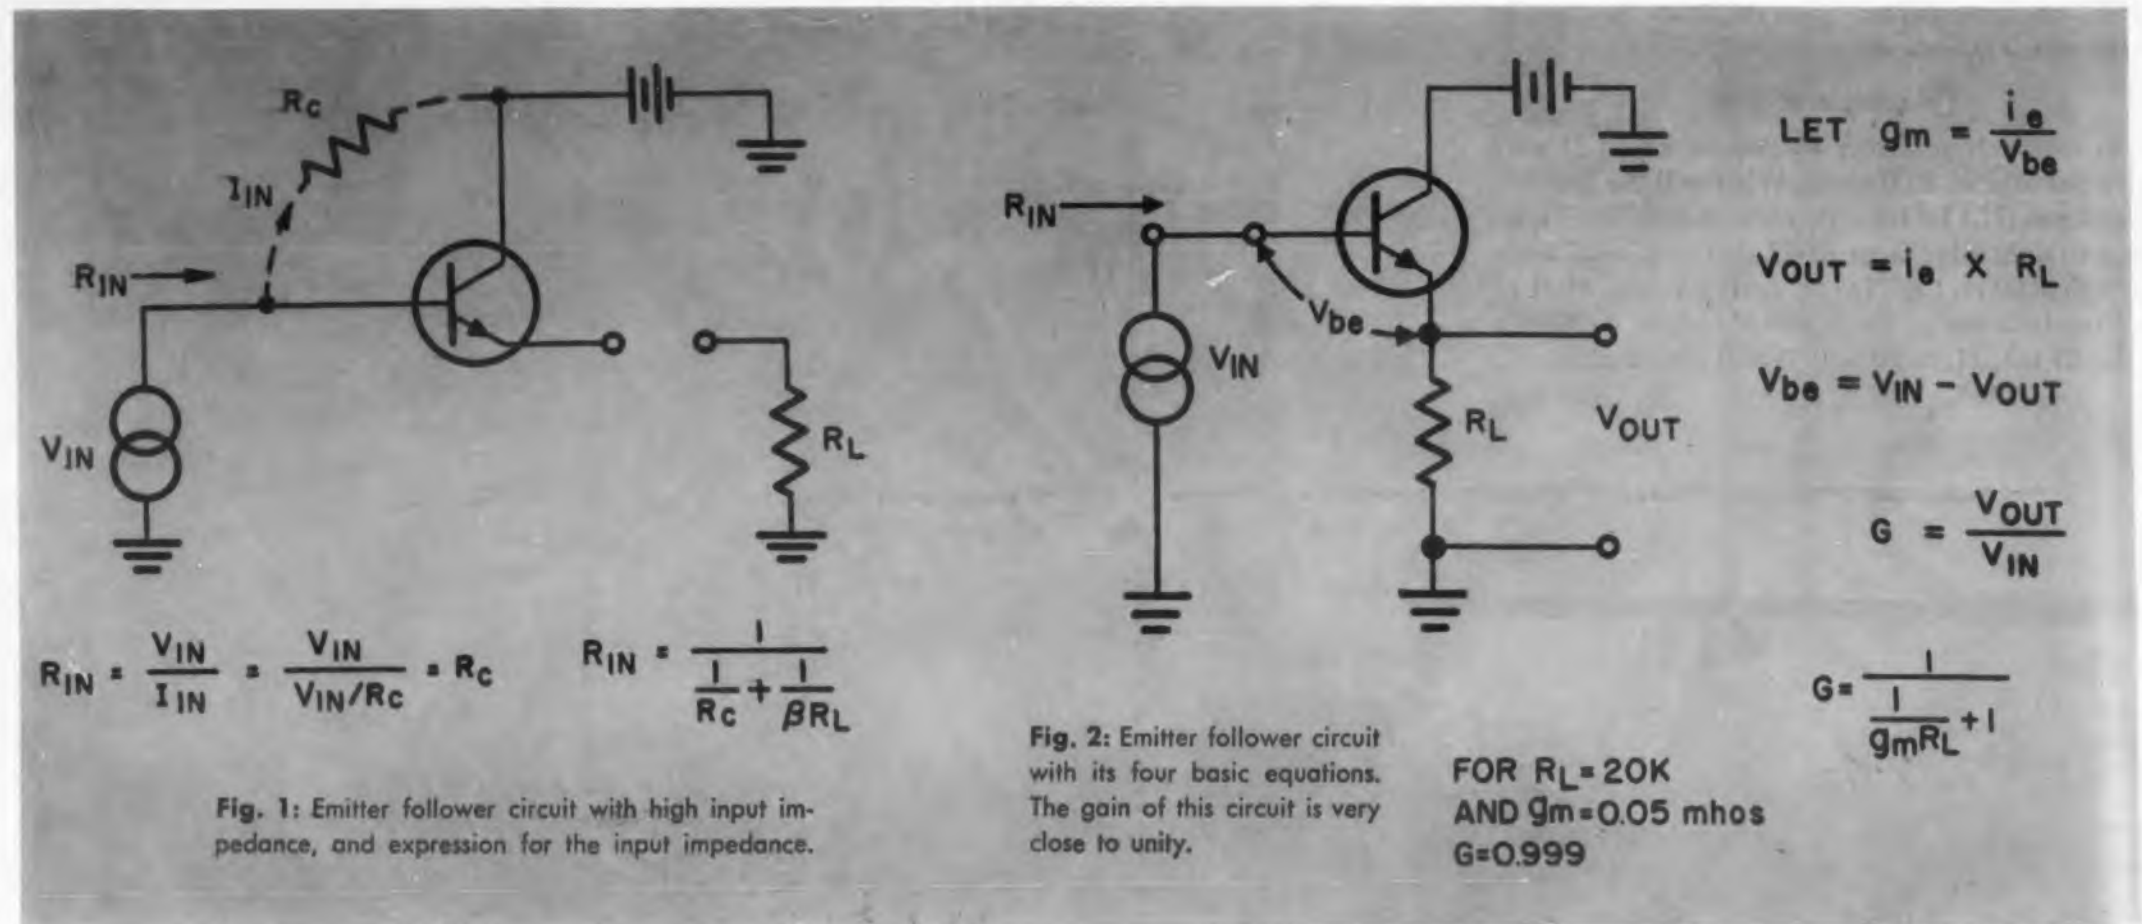 Rc
IIN
RIN
VIN
RL
RIN = VIN / IIN = VIN / VIN/Rc = Rc
RIN = 1 / 1/Rc + 1/βRL
Fig. 1: Emitter follower circuit with high input im-
pedance, and expression for the input impedance.
RIN
Vbe
VIN
RL
VOUT
LET gm = ie / Vbe
VOUT = ie X RL
Vbe = VIN - VOUT
G = VOUT / VIN
G = 1 / 1/gmRL + 1
Fig. 2: Emitter follower circuit
with its four basic equations.
The gain of this circuit is very
close to unity.
FOR RL = 20K
AND gm = 0.05 mhos
G=0.999